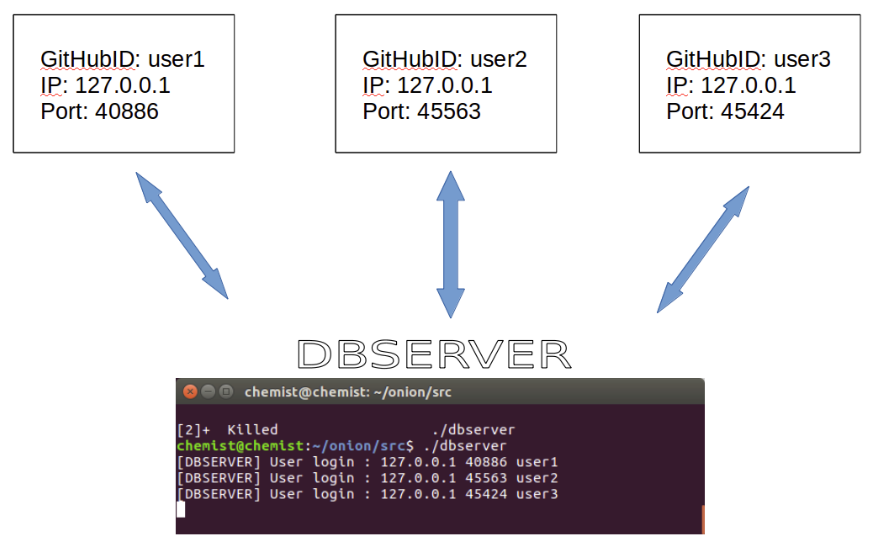 GitHubID: user1
IP: 127.0.0.1
Port: 40886
GitHubID: user2
IP: 127.0.0.1
Port: 45563
GitHubID: user3
IP: 127.0.0.1
Port: 45424
DBSERVER
chemist@chemist: ~/onion/src
[2]+  Killed                  ./dbserver
chemist@chemist:~/onion/src$ ./dbserver
[DBSERVER] User login : 127.0.0.1 40886 user1
[DBSERVER] User login : 127.0.0.1 45563 user2
[DBSERVER] User login : 127.0.0.1 45424 user3